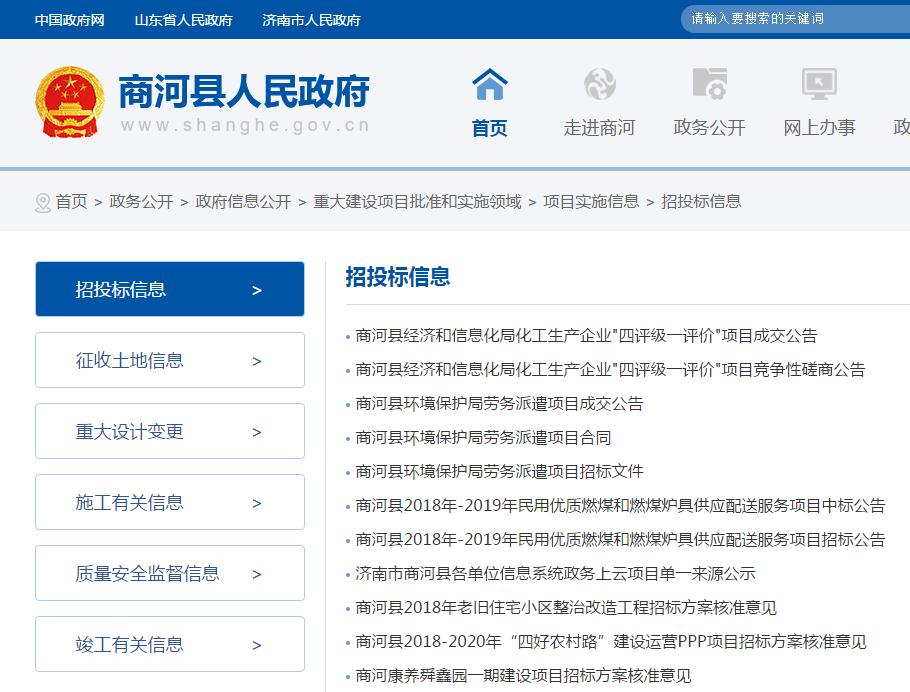 中国政府网 山东省人民政府 济南市人民政府 请输入要搜索的关键词
商河县人民政府
www.shanghe.gov.cn
首页 走进商河 政务公开 网上办事 政
首页 > 政务公开 > 政府信息公开 > 重大建设项目批准和实施领域 > 项目实施信息 > 招投标信息
招投标信息 >
征收土地信息 >
重大设计变更 >
施工有关信息 >
质量安全监督信息 >
竣工有关信息 >
招投标信息
商河县经济和信息化局化工生产企业"四评级一评价"项目成交公告
商河县经济和信息化局化工生产企业"四评级一评价"项目竞争性磋商公告
商河县环境保护局劳务派遣项目成交公告
商河县环境保护局劳务派遣项目合同
商河县环境保护局劳务派遣项目招标文件
商河县2018年-2019年民用优质燃煤和燃煤炉具供应配送服务项目中标公告
商河县2018年-2019年民用优质燃煤和燃煤炉具供应配送服务项目招标公告
济南市商河县各单位信息系统政务上云项目单一来源公示
商河县2018年老旧住宅小区整治改造工程招标方案核准意见
商河县2018-2020年“四好农村路”建设运营PPP项目招标方案核准意见
商河康养舜鑫园一期建设项目招标方案核准意见